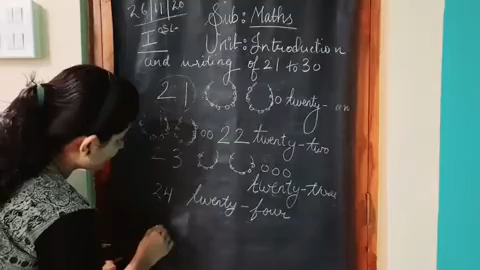 26/11/20 Sub: Maths
I Unit: Introduction
and writing of 21 to 30
21 twenty-
22 twenty-two
23
twenty-three
24 twenty-four